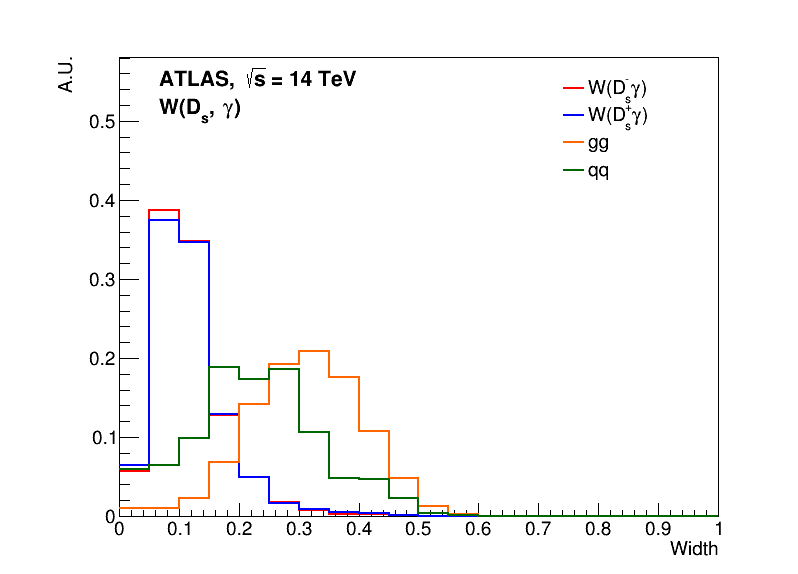 A.U.
ATLAS, √s = 14 TeV
W(Dₛ, γ)
W(Dₛ⁻γ)
W(Dₛ⁺γ)
gg
qq
0.5
0.4
0.3
0.2
0.1
0
0 0.1 0.2 0.3 0.4 0.5 0.6 0.7 0.8 0.9 1
Width